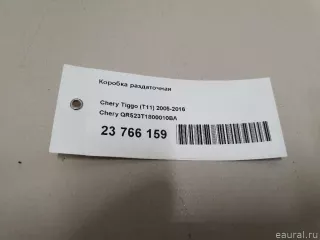 Коробка раздаточная
Chery Tiggo (T11) 2005-2016
Chery QR523T1800010BA
23 766 159
eaural.ru